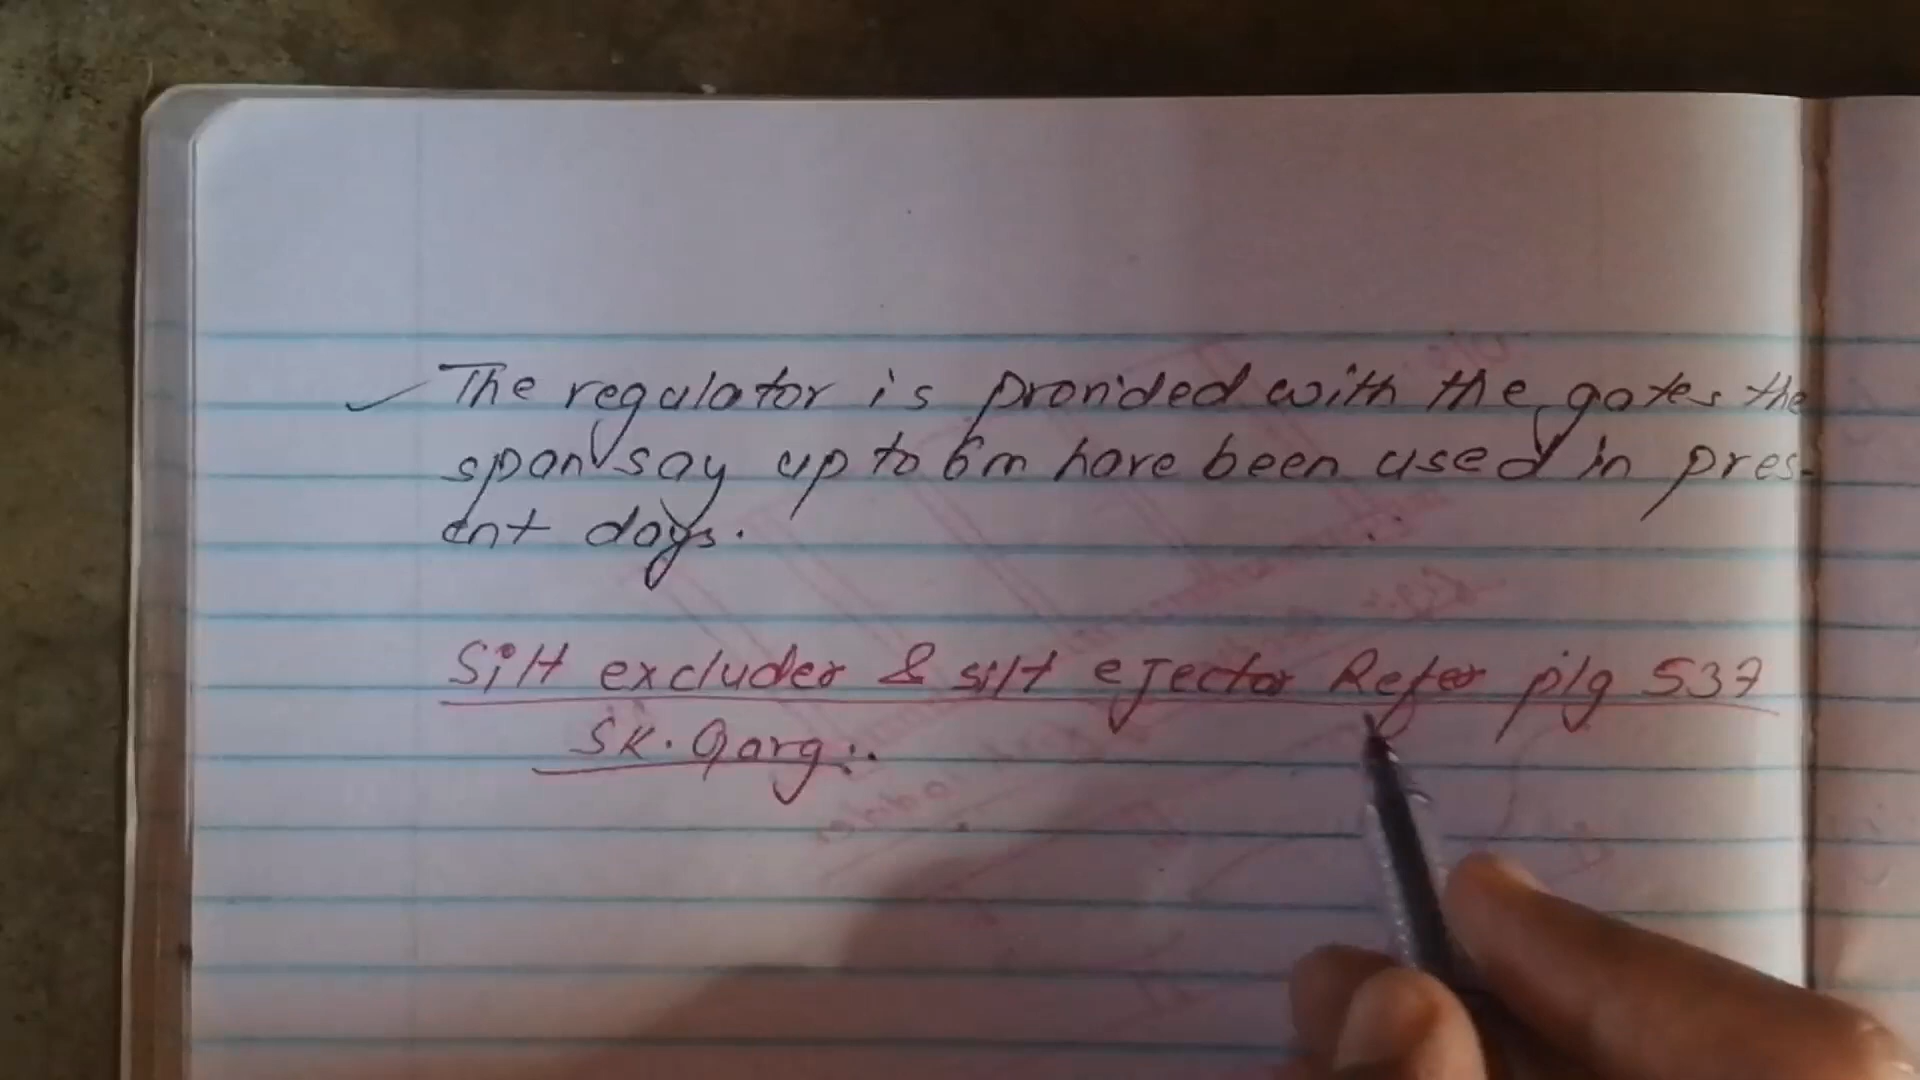 The regulator is provided with the gates the
span say up to 6m have been used in pres-
ent days.
Silt excluder & silt ejector Refer p/g 537
SK. Garg:.